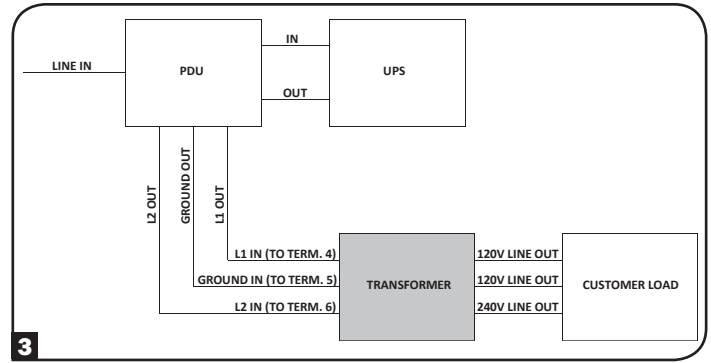 IN
LINE IN
PDU
UPS
OUT
L2 OUT
GROUND OUT
L1 OUT
L1 IN (TO TERM. 4)
120V LINE OUT
GROUND IN (TO TERM. 5)
TRANSFORMER
120V LINE OUT
CUSTOMER LOAD
L2 IN (TO TERM. 6)
240V LINE OUT
3